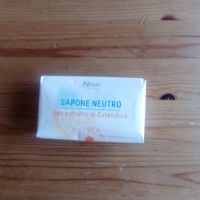 SAPONE NEUTRO
con estratto di Calendula